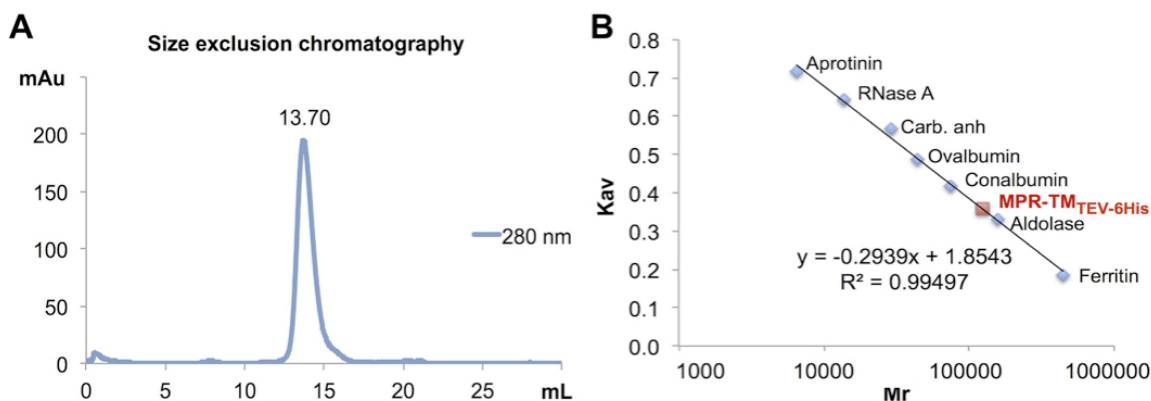 A
Size exclusion chromatography
mAu
200
150
100
50
0
0 5 10 15 20 25 mL
13.70
280 nm
B
0.8
0.7
0.6
0.5
0.4
0.3
0.2
0.1
0.0
Kav
Aprotinin
RNase A
Carb. anh
Ovalbumin
Conalbumin
MPR-TM TEV-6His
Aldolase
Ferritin
y = -0.2939x + 1.8543
R² = 0.99497
1000 10000 100000 1000000
Mr